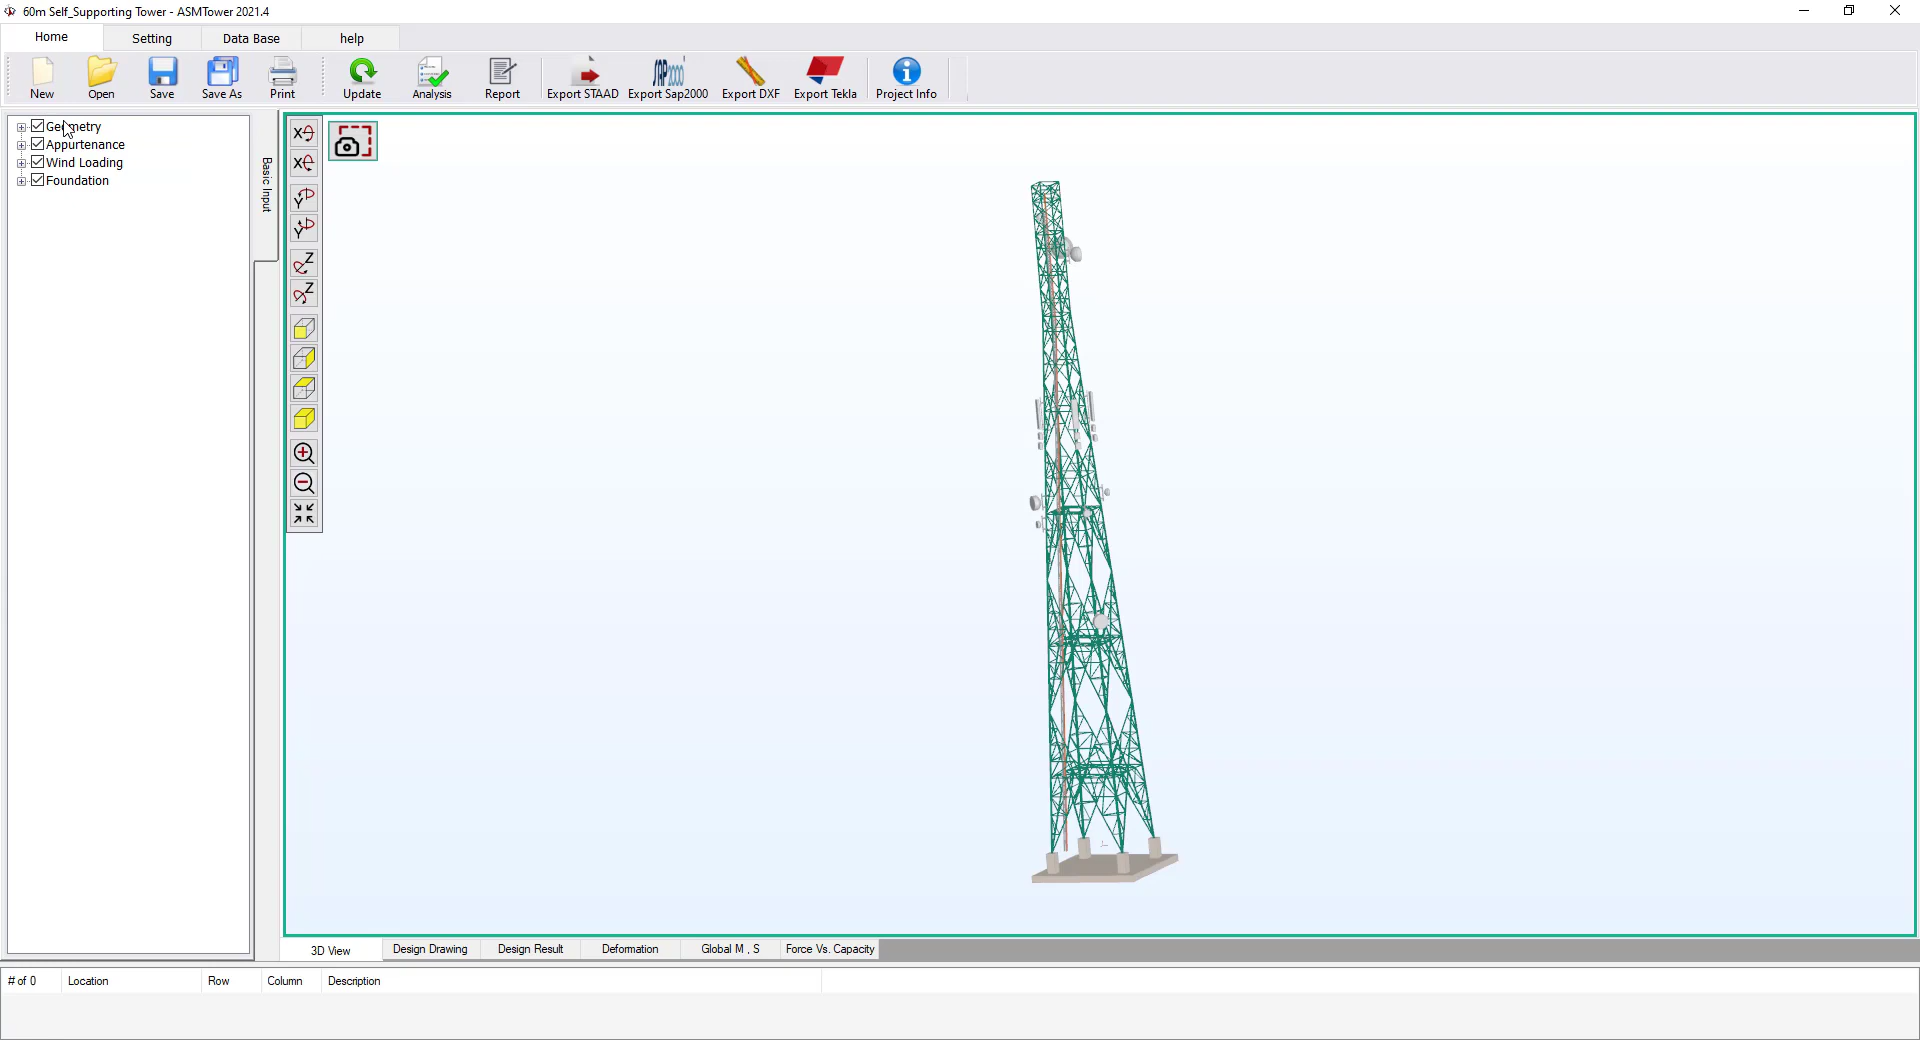 60m Self_Supporting Tower - ASMTower 2021.4
Home Setting Data Base help
New Open Save Save As Print Update Analysis Report Export STAAD Export Sap2000 Export DXF Export Tekla Project Info
SAP2000
Geometry
Appurtenance
Wind Loading
Foundation
Basic Input
X
X
Y
Y
Z
Z
3D View Design Drawing Design Result Deformation Global M , S Force Vs. Capacity
# of 0 Location Row Column Description